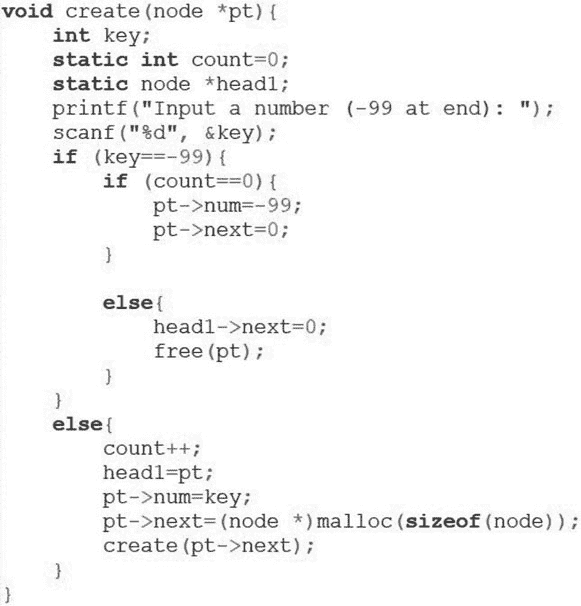 void create(node *pt){
    int key;
    static int count=0;
    static node *head1;
    printf("Input a number (-99 at end): ");
    scanf("%d", &key);
    if (key==-99){
        if (count==0){
            pt->num=-99;
            pt->next=0;
        }

        else{
            head1->next=0;
            free(pt);
        }
    }
    else{
        count++;
        head1=pt;
        pt->num=key;
        pt->next=(node *)malloc(sizeof(node));
        create(pt->next);
    }
}